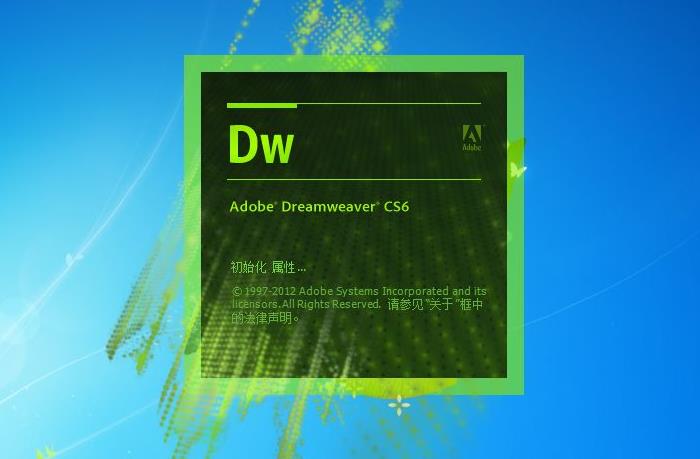 Dw
Adobe
Adobe® Dreamweaver® CS6
初始化 属性...
© 1997-2012 Adobe Systems Incorporated and its
licensors. All Rights Reserved. 请参见“关于”框中
的法律声明。